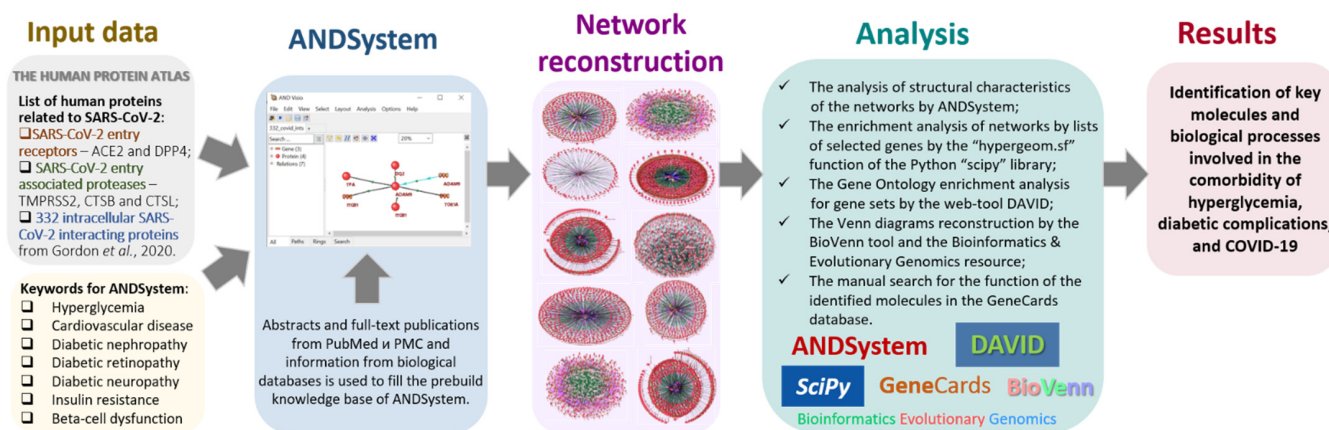 Input data
THE HUMAN PROTEIN ATLAS
List of human proteins
related to SARS-CoV-2:
❑SARS-CoV-2 entry
receptors – ACE2 and DPP4;
❑ SARS-CoV-2 entry
associated proteases –
TMPRSS2, CTSB and CTSL;
❑ 332 intracellular SARS-
CoV-2 interacting proteins
from Gordon et al., 2020.
Keywords for ANDSystem:
❑ Hyperglycemia
❑ Cardiovascular disease
❑ Diabetic nephropathy
❑ Diabetic retinopathy
❑ Diabetic neuropathy
❑ Insulin resistance
❑ Beta-cell dysfunction
ANDSystem
AND Visio
File Edit View Select Layout Analysis Options Help
332_covid_ints
Search ...
20%
Gene (3)
Protein (4)
Relations (7)
TPA
ADAM9
ITGB1
All Paths Rings Search
Abstracts and full-text publications
from PubMed и PMC and
information from biological
databases is used to fill the prebuild
knowledge base of ANDSystem.
Network
reconstruction
Analysis
✓ The analysis of structural characteristics
of the networks by ANDSystem;
✓ The enrichment analysis of networks by lists
of selected genes by the “hypergeom.sf”
function of the Python “scipy” library;
✓ The Gene Ontology enrichment analysis
for gene sets by the web-tool DAVID;
✓ The Venn diagrams reconstruction by the
BioVenn tool and the Bioinformatics &
Evolutionary Genomics resource;
✓ The manual search for the function of the
identified molecules in the GeneCards
database.
ANDSystem
DAVID
SciPy
GeneCards
BioVenn
Bioinformatics Evolutionary Genomics
Results
Identification of key
molecules and
biological processes
involved in the
comorbidity of
hyperglycemia,
diabetic complications,
and COVID-19